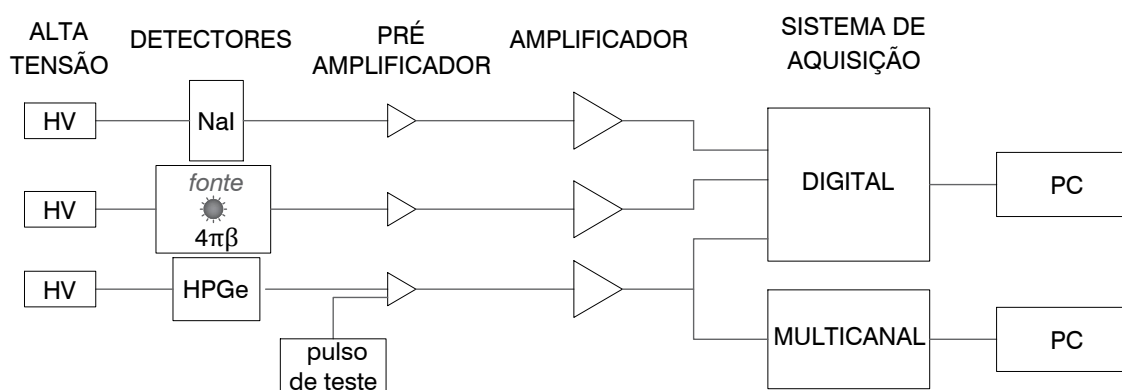 ALTA
TENSÃO
DETECTORES
PRÉ
AMPLIFICADOR
AMPLIFICADOR
SISTEMA DE
AQUISIÇÃO
HV
NaI
HV
fonte
4πβ
HV
HPGe
pulso
de teste
DIGITAL
PC
MULTICANAL
PC